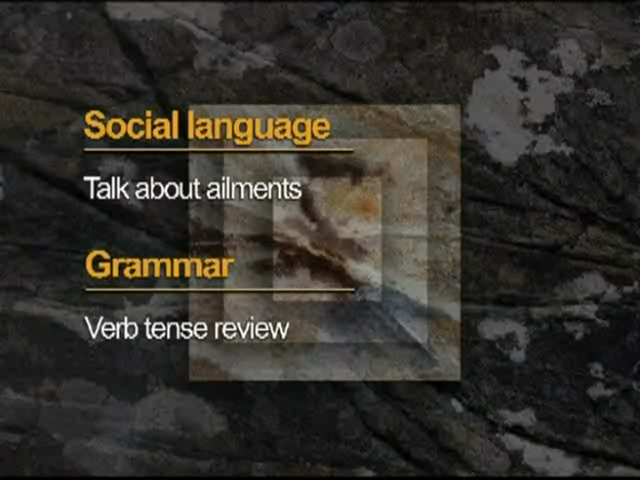 Social language
Talk about ailments
Grammar
Verb tense review